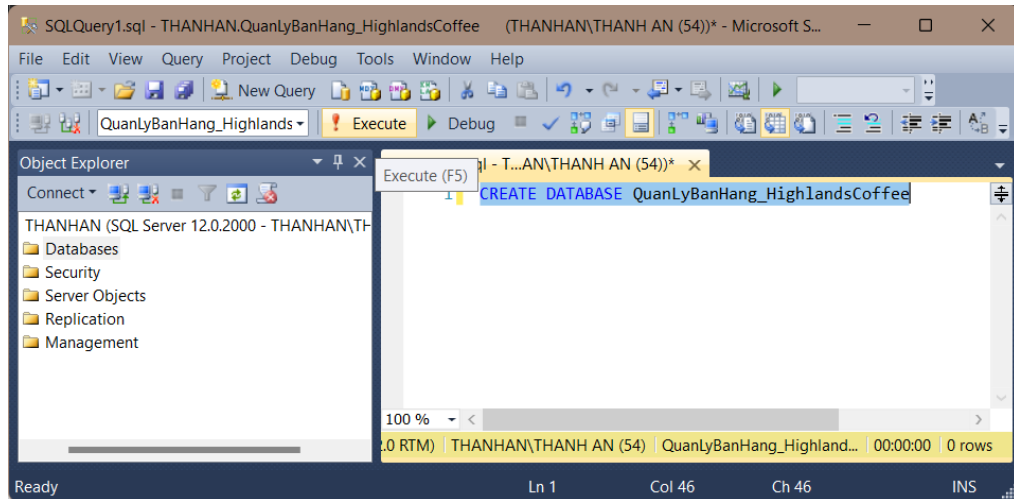 SQLQuery1.sql - THANHAN.QuanLyBanHang_HighlandsCoffee (THANHAN\THANH AN (54))* - Microsoft S...
File Edit View Query Project Debug Tools Window Help
New Query
QuanLyBanHang_Highlands Execute Debug
Object Explorer
ql - T...AN\THANH AN (54))*
Execute (F5)
Connect
1 CREATE DATABASE QuanLyBanHang_HighlandsCoffee
THANHAN (SQL Server 12.0.2000 - THANHAN\TH
Databases
Security
Server Objects
Replication
Management
100 %
.0 RTM) THANHAN\THANH AN (54) QuanLyBanHang_Highland... 00:00:00 0 rows
Ready Ln 1 Col 46 Ch 46 INS